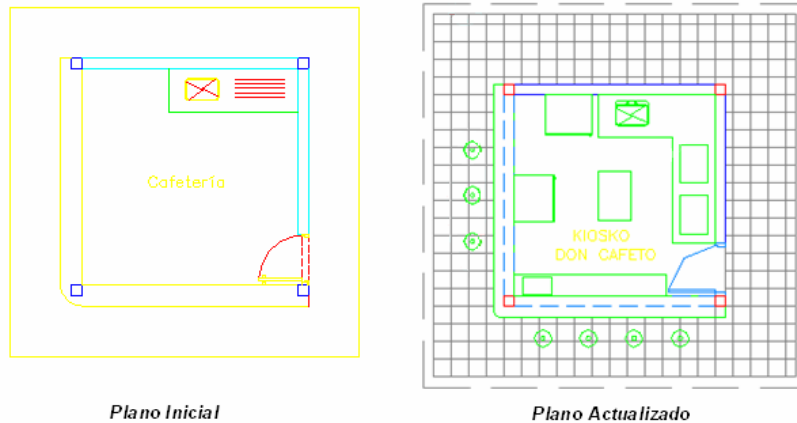 Cafetería
KIOSKO
DON CAFETO
Plano Inicial
Plano Actualizado